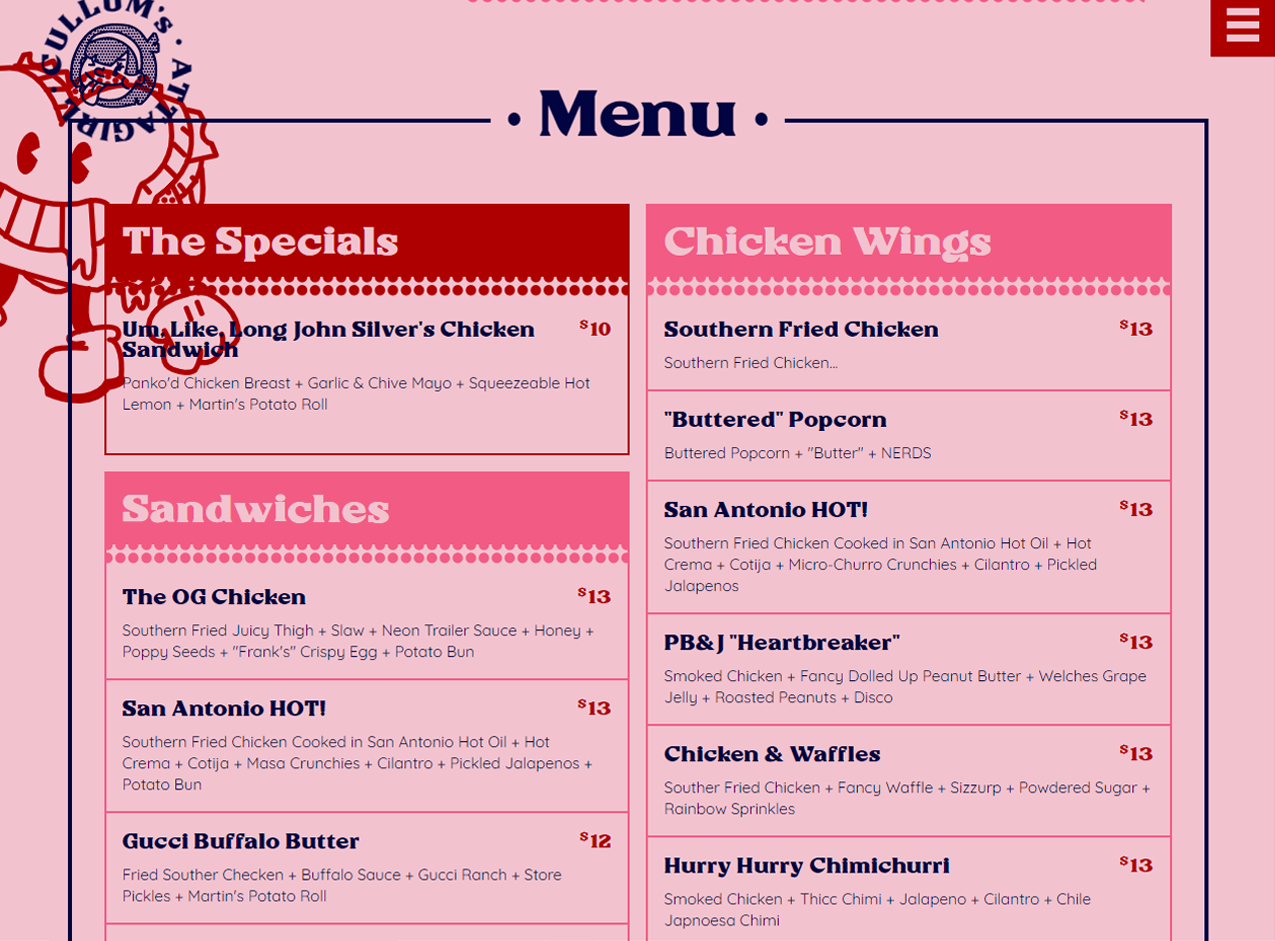 CULLUM'S · ATTAGIRL ·
· Menu ·
The Specials
Um, Like, Long John Silver's Chicken $10
Sandwich
Panko'd Chicken Breast + Garlic & Chive Mayo + Squeezeable Hot
Lemon + Martin's Potato Roll
Sandwiches
The OG Chicken $13
Southern Fried Juicy Thigh + Slaw + Neon Trailer Sauce + Honey +
Poppy Seeds + "Frank's" Crispy Egg + Potato Bun
San Antonio HOT! $13
Southern Fried Chicken Cooked in San Antonio Hot Oil + Hot
Crema + Cotija + Masa Crunchies + Cilantro + Pickled Jalapenos +
Potato Bun
Gucci Buffalo Butter $12
Fried Souther Checken + Buffalo Sauce + Gucci Ranch + Store
Pickles + Martin's Potato Roll
Chicken Wings
Southern Fried Chicken $13
Southern Fried Chicken...
"Buttered" Popcorn $13
Buttered Popcorn + "Butter" + NERDS
San Antonio HOT! $13
Southern Fried Chicken Cooked in San Antonio Hot Oil + Hot
Crema + Cotija + Micro-Churro Crunchies + Cilantro + Pickled
Jalapenos
PB&J "Heartbreaker" $13
Smoked Chicken + Fancy Dolled Up Peanut Butter + Welches Grape
Jelly + Roasted Peanuts + Disco
Chicken & Waffles $13
Souther Fried Chicken + Fancy Waffle + Sizzurp + Powdered Sugar +
Rainbow Sprinkles
Hurry Hurry Chimichurri $13
Smoked Chicken + Thicc Chimi + Jalapeno + Cilantro + Chile
Japnoesa Chimi